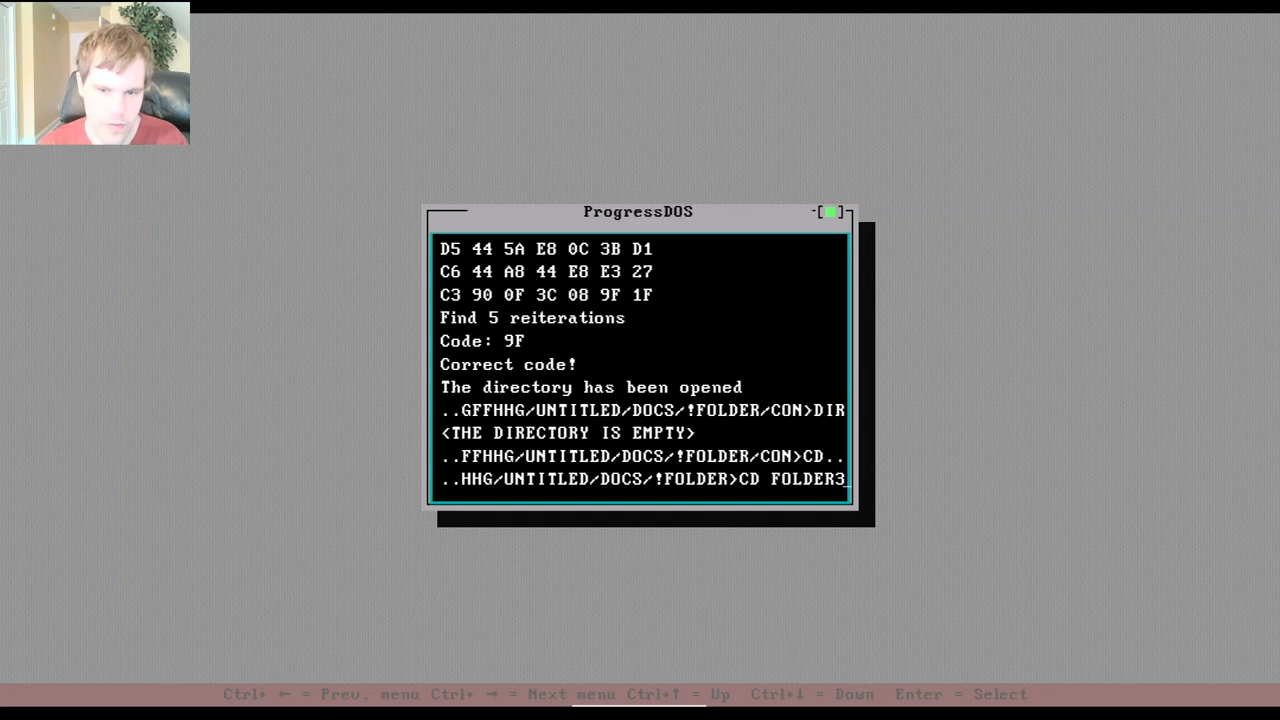 ProgressDOS
D5 44 5A E8 0C 3B D1
C6 44 A8 44 E8 E3 27
C3 90 0F 3C 08 9F 1F
Find 5 reiterations
Code: 9F
Correct code!
The directory has been opened
..GFFHHG/UNTITLED/DOCS/!FOLDER/CON>DIR
<THE DIRECTORY IS EMPTY>
..FFHHG/UNTITLED/DOCS/!FOLDER/CON>CD..
..HHG/UNTITLED/DOCS/!FOLDER>CD FOLDER3_
Ctrl+ ← = Prev. menu Ctrl+ → = Next menu Ctrl+↑ = Up Ctrl+↓ = Down Enter = Select